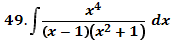 49. ∫ x⁴ / (x − 1)(x² + 1) dx